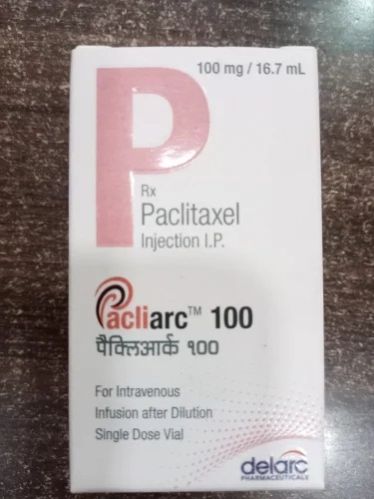 100 mg / 16.7 mL
P
Rx
Paclitaxel
Injection I.P.
Pacliarc™ 100
पैक्लिआर्क १००
For Intravenous
Infusion after Dilution
Single Dose Vial
delarc
PHARMACEUTICALS